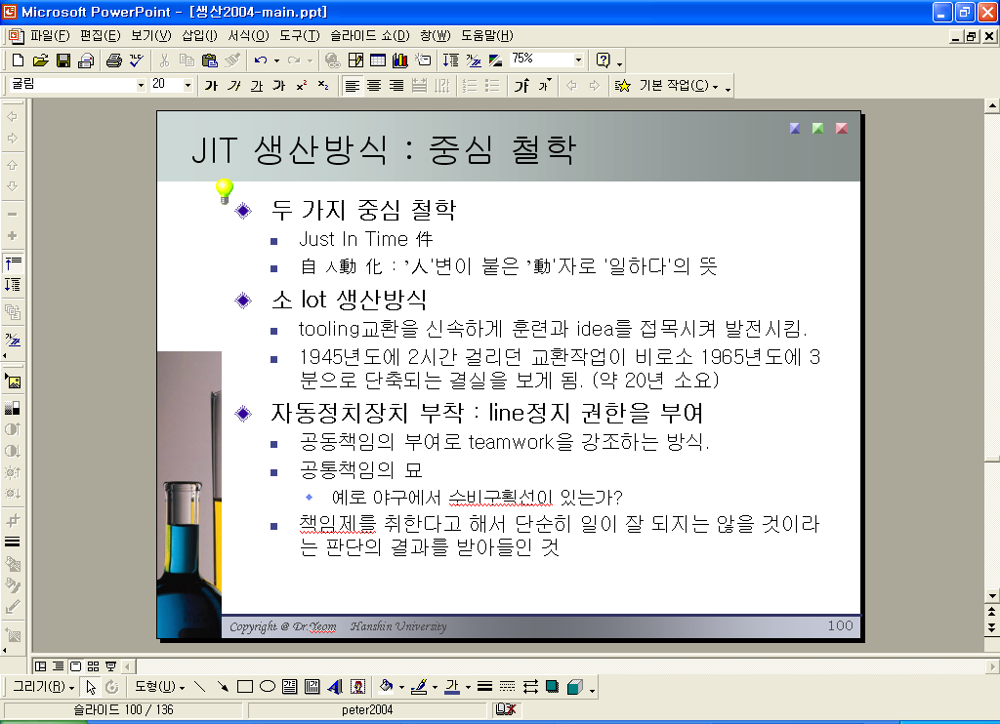 Microsoft PowerPoint - [생산2004-main.ppt]
파일(F) 편집(E) 보기(V) 삽입(I) 서식(O) 도구(T) 슬라이드 쇼(D) 창(W) 도움말(H)
75%
굴림 20 가 가 가 가 기본 작업(C)
JIT 생산방식 : 중심 철학
두 가지 중심 철학
Just In Time 件
自 人動 化 : '人'변이 붙은 '動'자로 '일하다'의 뜻
소 lot 생산방식
tooling교환을 신속하게 훈련과 idea를 접목시켜 발전시킴.
1945년도에 2시간 걸리던 교환작업이 비로소 1965년도에 3
분으로 단축되는 결실을 보게 됨. (약 20년 소요)
자동정치장치 부착 : line정지 권한을 부여
공동책임의 부여로 teamwork을 강조하는 방식.
공통책임의 묘
예로 야구에서 수비구획선이 있는가?
책임제를 취한다고 해서 단순히 일이 잘 되지는 않을 것이라
는 판단의 결과를 받아들인 것
Copyright @ Dr.Yeom Hanshin University 100
그리기(R) 도형(U) 가
슬라이드 100 / 136 peter2004